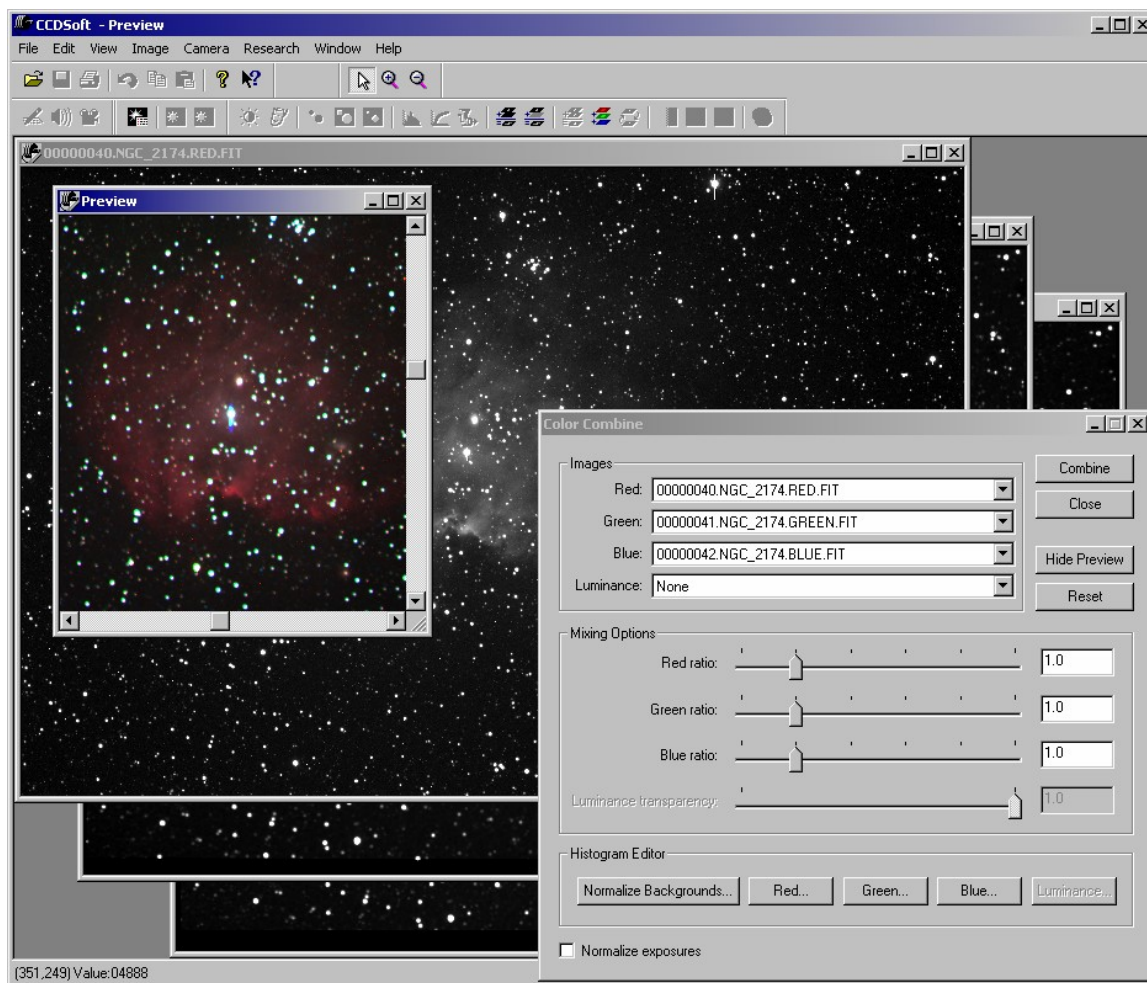 CCDSoft - Preview
File Edit View Image Camera Research Window Help
00000040.NGC_2174.RED.FIT
Preview
Color Combine
Images
Red: 00000040.NGC_2174.RED.FIT
Green: 00000041.NGC_2174.GREEN.FIT
Blue: 00000042.NGC_2174.BLUE.FIT
Luminance: None
Combine
Close
Hide Preview
Reset
Mixing Options
Red ratio: 1.0
Green ratio: 1.0
Blue ratio: 1.0
Luminance transparency: 1.0
Histogram Editor
Normalize Backgrounds... Red... Green... Blue... Luminance...
Normalize exposures
(351,249) Value:04888